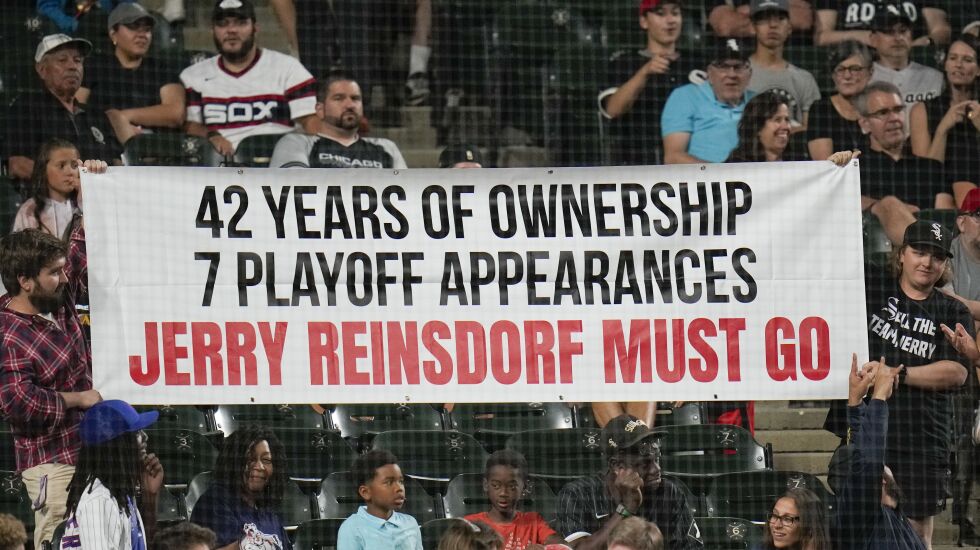 SOX
CHICAGO
42 YEARS OF OWNERSHIP
7 PLAYOFF APPEARANCES
JERRY REINSDORF MUST GO
SELL THE
TEAM JERRY